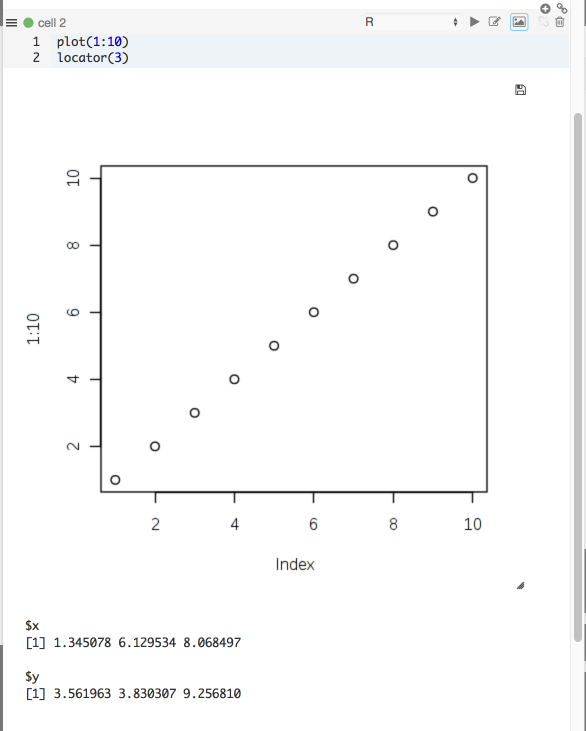 cell 2
R
1 plot(1:10)
2 locator(3)
10
8
6
4
2
1:10
2 4 6 8 10
Index
$x
[1] 1.345078 6.129534 8.068497
$y
[1] 3.561963 3.830307 9.256810